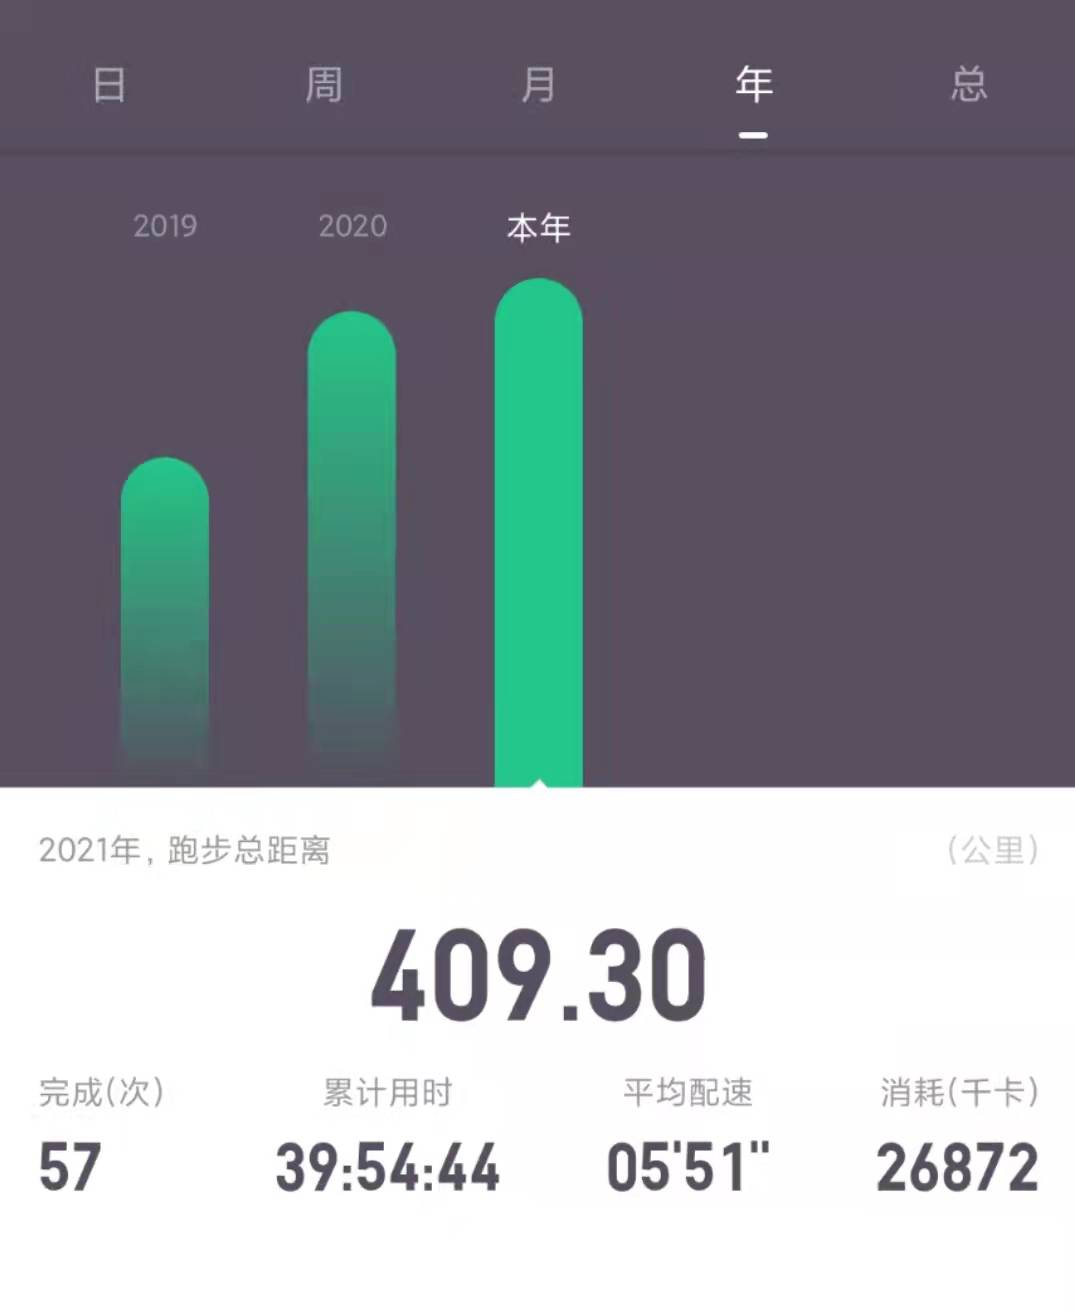 日 周 月 年 总
2019 2020 本年
2021年, 跑步总距离 (公里)
409.30
完成(次) 累计用时 平均配速 消耗(千卡)
57 39:54:44 05'51" 26872